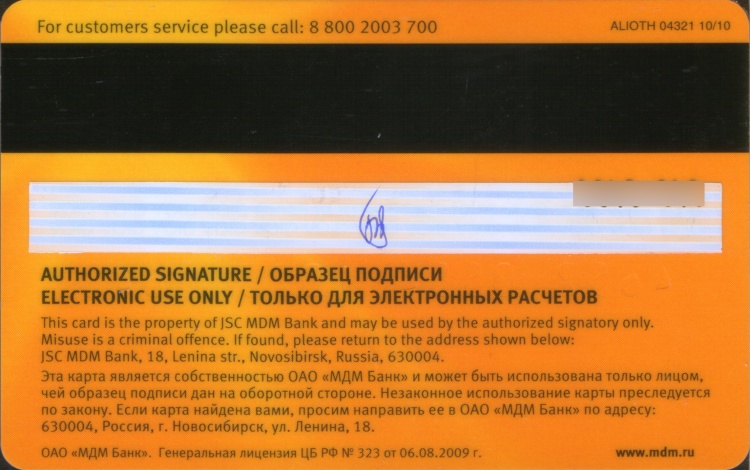 For customers service please call: 8 800 2003 700
ALIOTH 04321 10/10
AUTHORIZED SIGNATURE / ОБРАЗЕЦ ПОДПИСИ
ELECTRONIC USE ONLY / ТОЛЬКО ДЛЯ ЭЛЕКТРОННЫХ РАСЧЕТОВ
This card is the property of JSC MDM Bank and may be used by the authorized signatory only.
Misuse is a criminal offence. If found, please return to the address shown below:
JSC MDM Bank, 18, Lenina str., Novosibirsk, Russia, 630004.
Эта карта является собственностью ОАО «МДМ Банк» и может быть использована только лицом,
чей образец подписи дан на оборотной стороне. Незаконное использование карты преследуется
по закону. Если карта найдена вами, просим направить ее в ОАО «МДМ Банк» по адресу:
630004, Россия, г. Новосибирск, ул. Ленина, 18.
ОАО «МДМ Банк». Генеральная лицензия ЦБ РФ № 323 от 06.08.2009 г.
www.mdm.ru